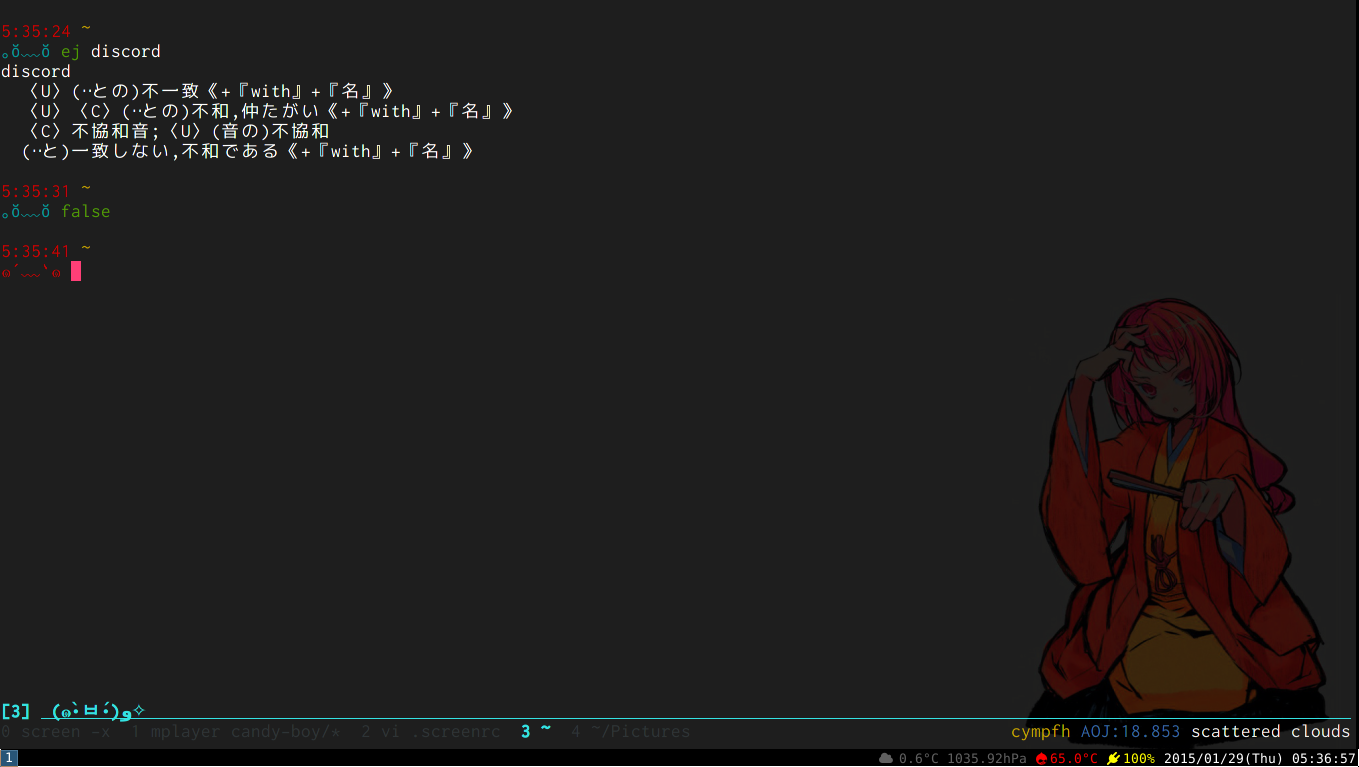 5:35:24 ~
｡ŏ﹏ŏ ej discord
discord
〈U〉(‥との)不一致《+『with』+『名』》
〈U〉〈C〉(‥との)不和,仲たがい《+『with』+『名』》
〈C〉不協和音;〈U〉(音の)不協和
(‥と)一致しない,不和である《+『with』+『名』》
5:35:31 ~
｡ŏ﹏ŏ false
5:35:41 ~
๏´﹏`๏
[3] (๑•̀ㅂ•́)و✧
0 screen -x 1 mplayer candy-boy/* 2 vi .screenrc 3 ~ 4 ~/Pictures cympfh AOJ:18.853 scattered clouds
1 0.6°C 1035.92hPa 65.0°C 100% 2015/01/29(Thu) 05:36:57